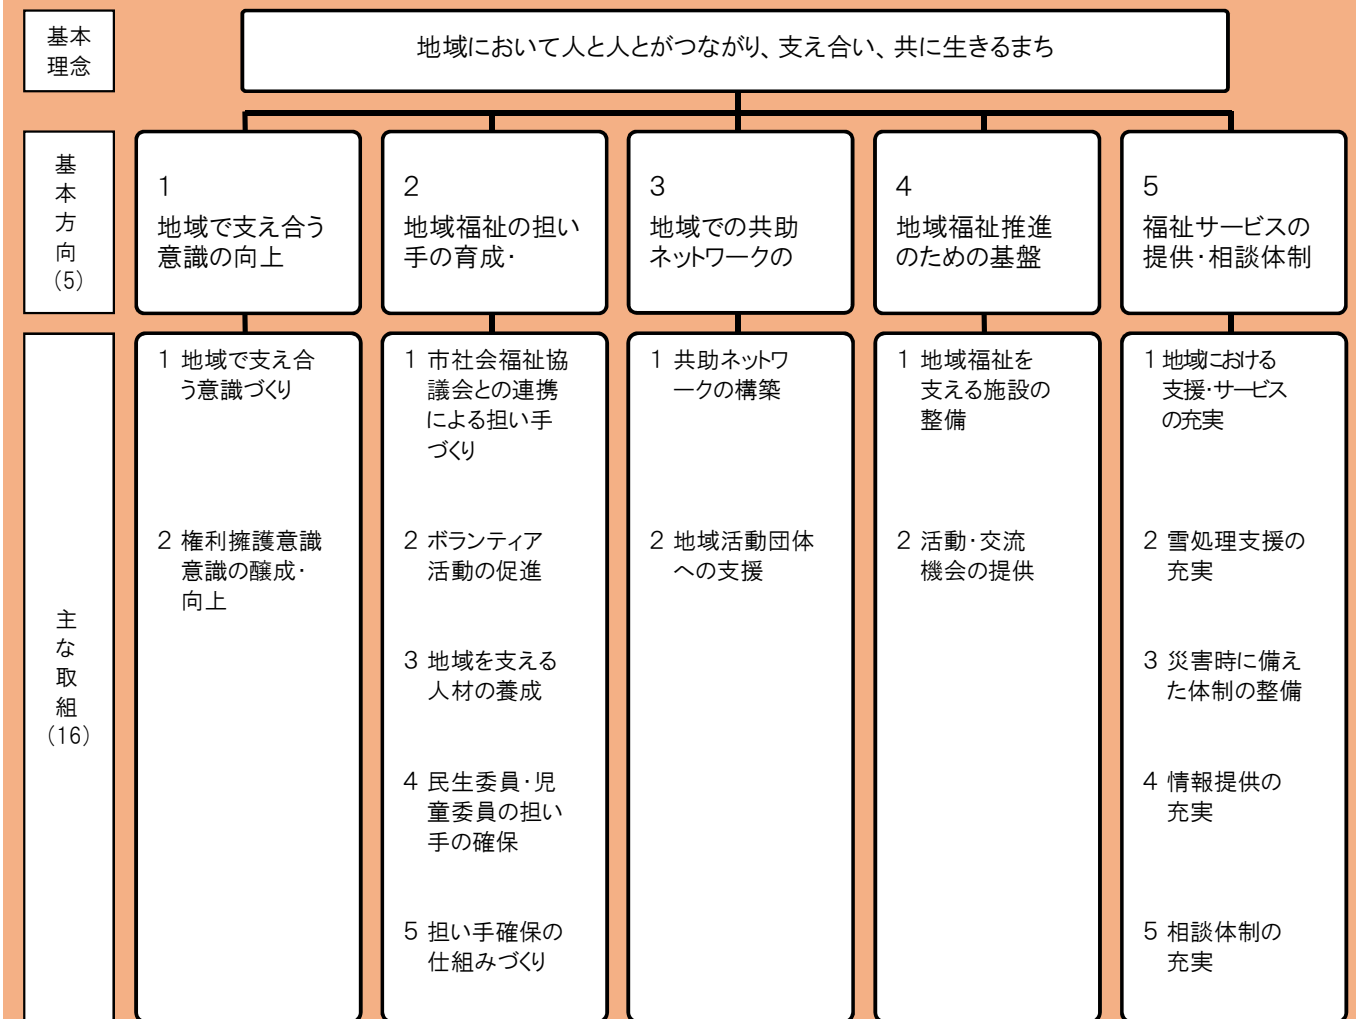 基本
理念
地域において人と人とがつながり、支え合い、共に生きるまち
基
本
方
向
(5)
1
地域で支え合う
意識の向上
2
地域福祉の担い
手の育成・
3
地域での共助
ネットワークの
4
地域福祉推進
のための基盤
5
福祉サービスの
提供・相談体制
主
な
取
組
(16)
1 地域で支え合
う意識づくり
2 権利擁護意識
意識の醸成・
向上
1 市社会福祉協
議会との連携
による担い手
づくり
2 ボランティア
活動の促進
3 地域を支える
人材の養成
4 民生委員・児
童委員の担い
手の確保
5 担い手確保の
仕組みづくり
1 共助ネットワ
ークの構築
2 地域活動団体
への支援
1 地域福祉を
支える施設の
整備
2 活動・交流
機会の提供
1 地域における
支援・サービス
の充実
2 雪処理支援の
充実
3 災害時に備え
た体制の整備
4 情報提供の
充実
5 相談体制の
充実